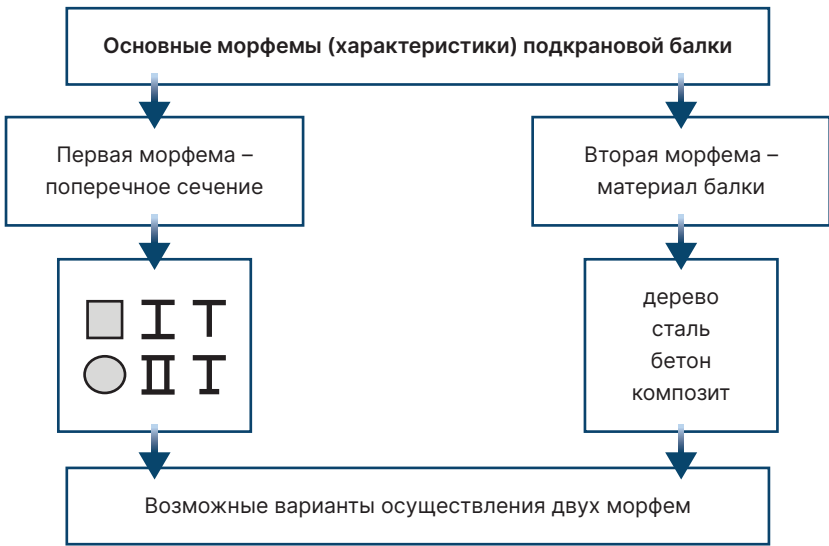 Основные морфемы (характеристики) подкрановой балки
Первая морфема –
поперечное сечение
Вторая морфема –
материал балки
дерево
сталь
бетон
композит
Возможные варианты осуществления двух морфем